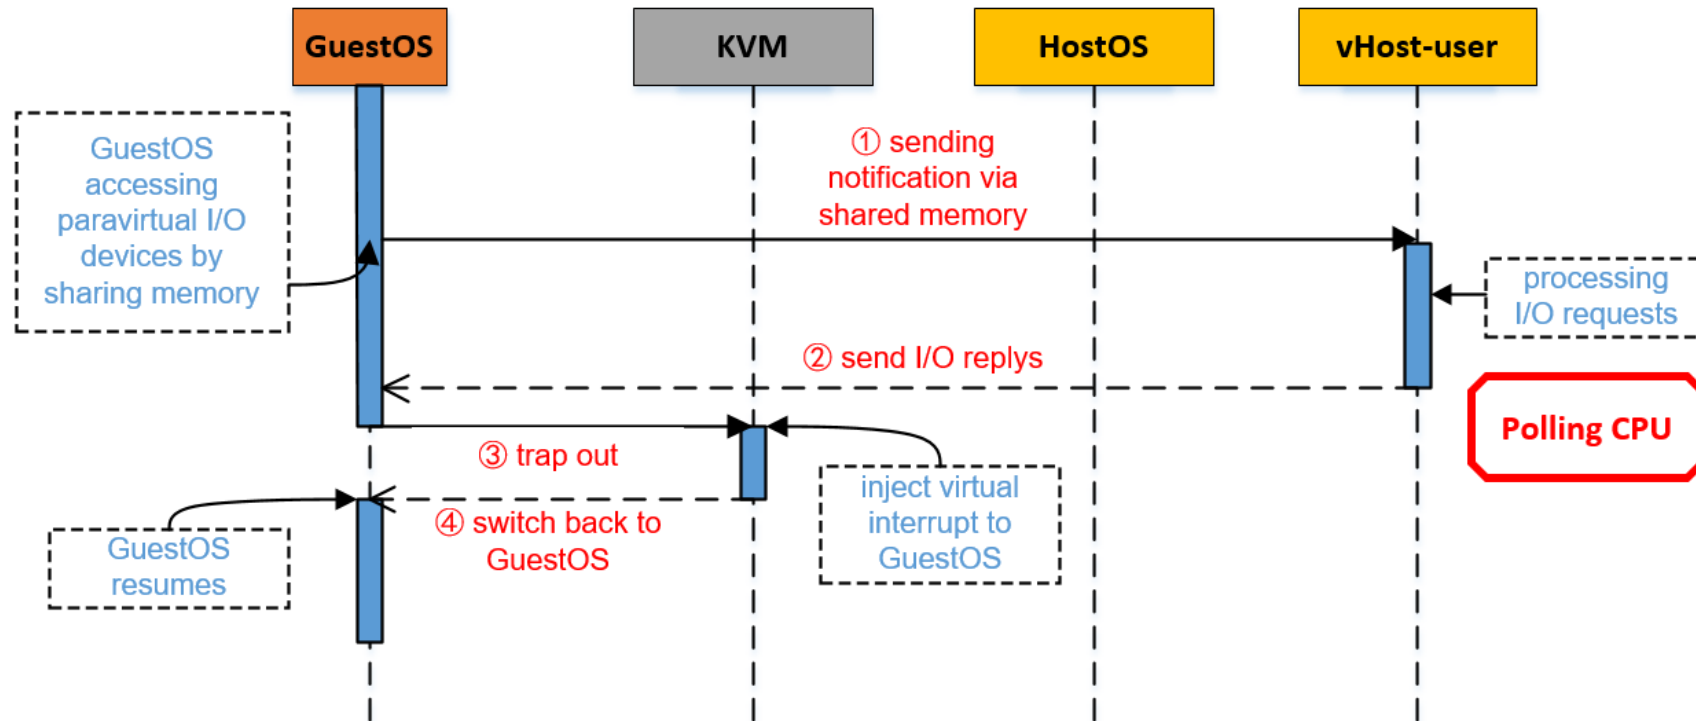 GuestOS
KVM
HostOS
vHost-user
GuestOS
accessing
paravirtual I/O
devices by
sharing memory
① sending
notification via
shared memory
processing
I/O requests
② send I/O replys
Polling CPU
③ trap out
inject virtual
interrupt to
GuestOS
④ switch back to
GuestOS
GuestOS
resumes